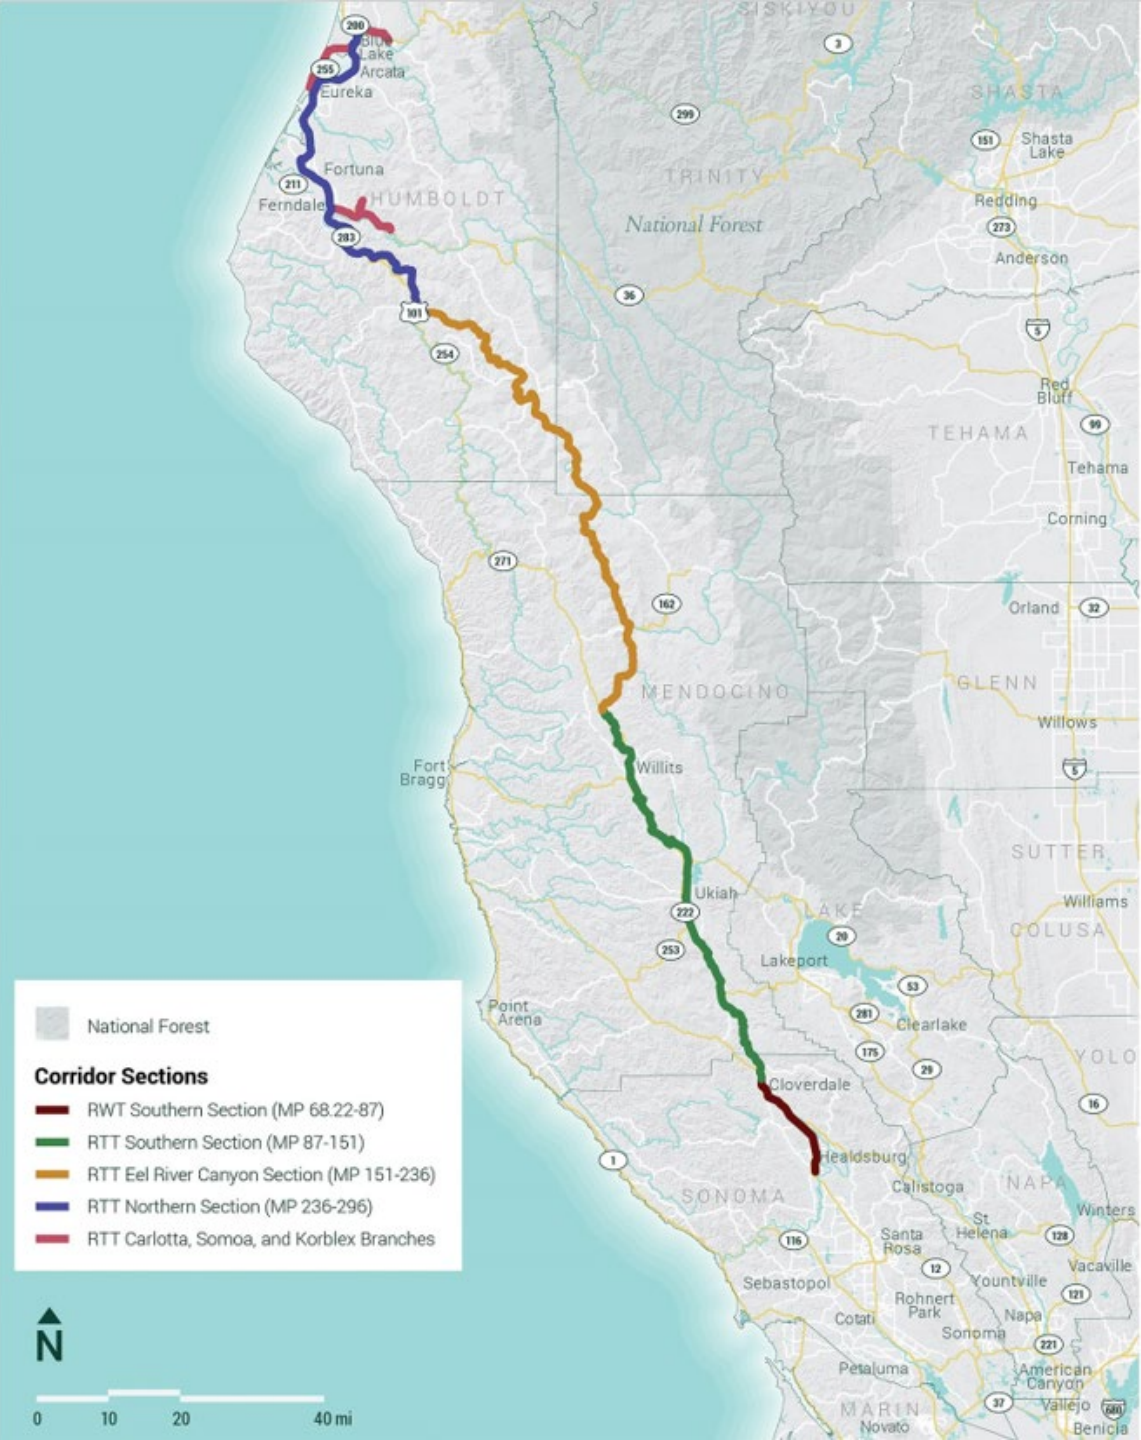 SISKIYOU
200
3
Blue
Lake
255
Arcata
Eureka
SHASTA
299
151
Shasta
Lake
Fortuna
TRINITY
211
HUMBOLDT
Ferndale
Redding
National Forest
273
283
Anderson
36
101
5
254
Red
Bluff
99
TEHAMA
Tehama
Corning
271
162
Orland
32
GLENN
MENDOCINO
Willows
Fort
Bragg
Willits
5
SUTTER
Ukiah
Williams
222
LAKE
COLUSA
20
253
Lakeport
53
Point
Arena
281
Clearlake
175
YOLO
29
Cloverdale
16
1
Healdsburg
Calistoga
NAPA
SONOMA
Winters
St
Helena
116
Santa
Rosa
128
12
Vacaville
Sebastopol
Yountville
121
Rohnert
Park
Cotati
Napa
Sonoma
221
Petaluma
American
Canyon
37
Vallejo
680
MARIN
Novato
Benicia
National Forest
Corridor Sections
RWT Southern Section (MP 68.22-87)
RTT Southern Section (MP 87-151)
RTT Eel River Canyon Section (MP 151-236)
RTT Northern Section (MP 236-296)
RTT Carlotta, Somoa, and Korblex Branches
N
0 10 20 40 mi